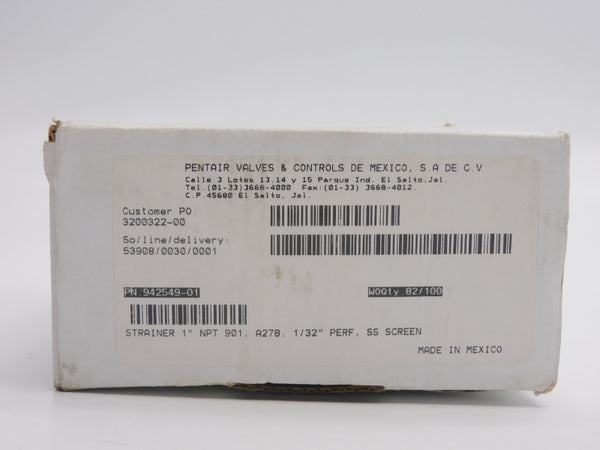 PENTAIR VALVES & CONTROLS DE MEXICO, S.A DE C.V
Calle 3 Lotes 13,14 y 15 Parque Ind. El Salto,Jal.
Tel.(01-33)3668-4000 Fax:(01-33) 3668-4012.
C.P.45680 El Salto, Jal.
Customer PO:
3200322-00
So/line/delivery:
53908/0030/0001
PN 942549-01 WOQty 82/100
STRAINER 1" NPT 901, A278, 1/32" PERF, SS SCREEN
MADE IN MEXICO